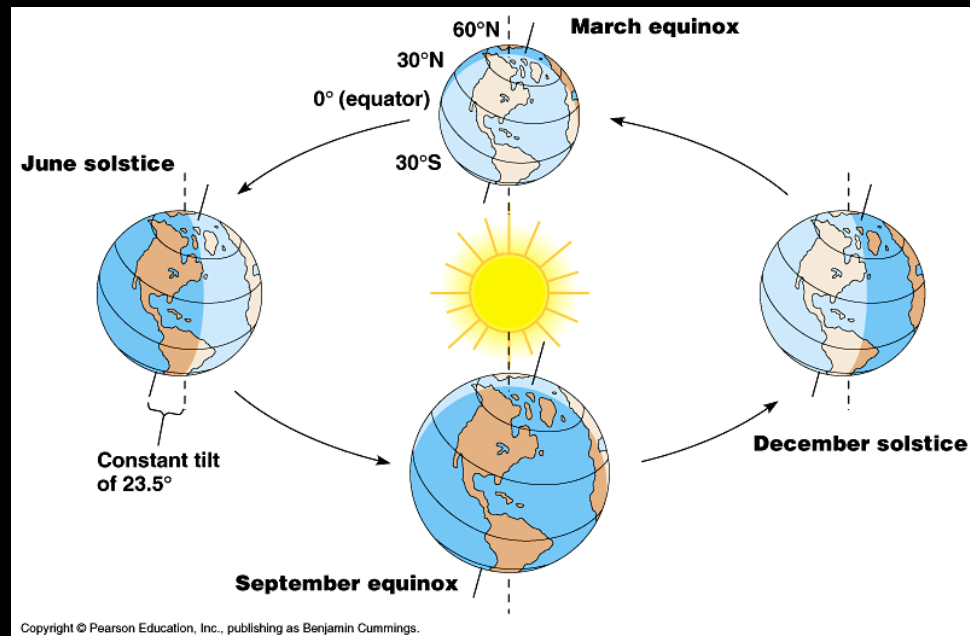 60°N
March equinox
30°N
0° (equator)
30°S
June solstice
Constant tilt
of 23.5°
December solstice
September equinox
Copyright © Pearson Education, Inc., publishing as Benjamin Cummings.